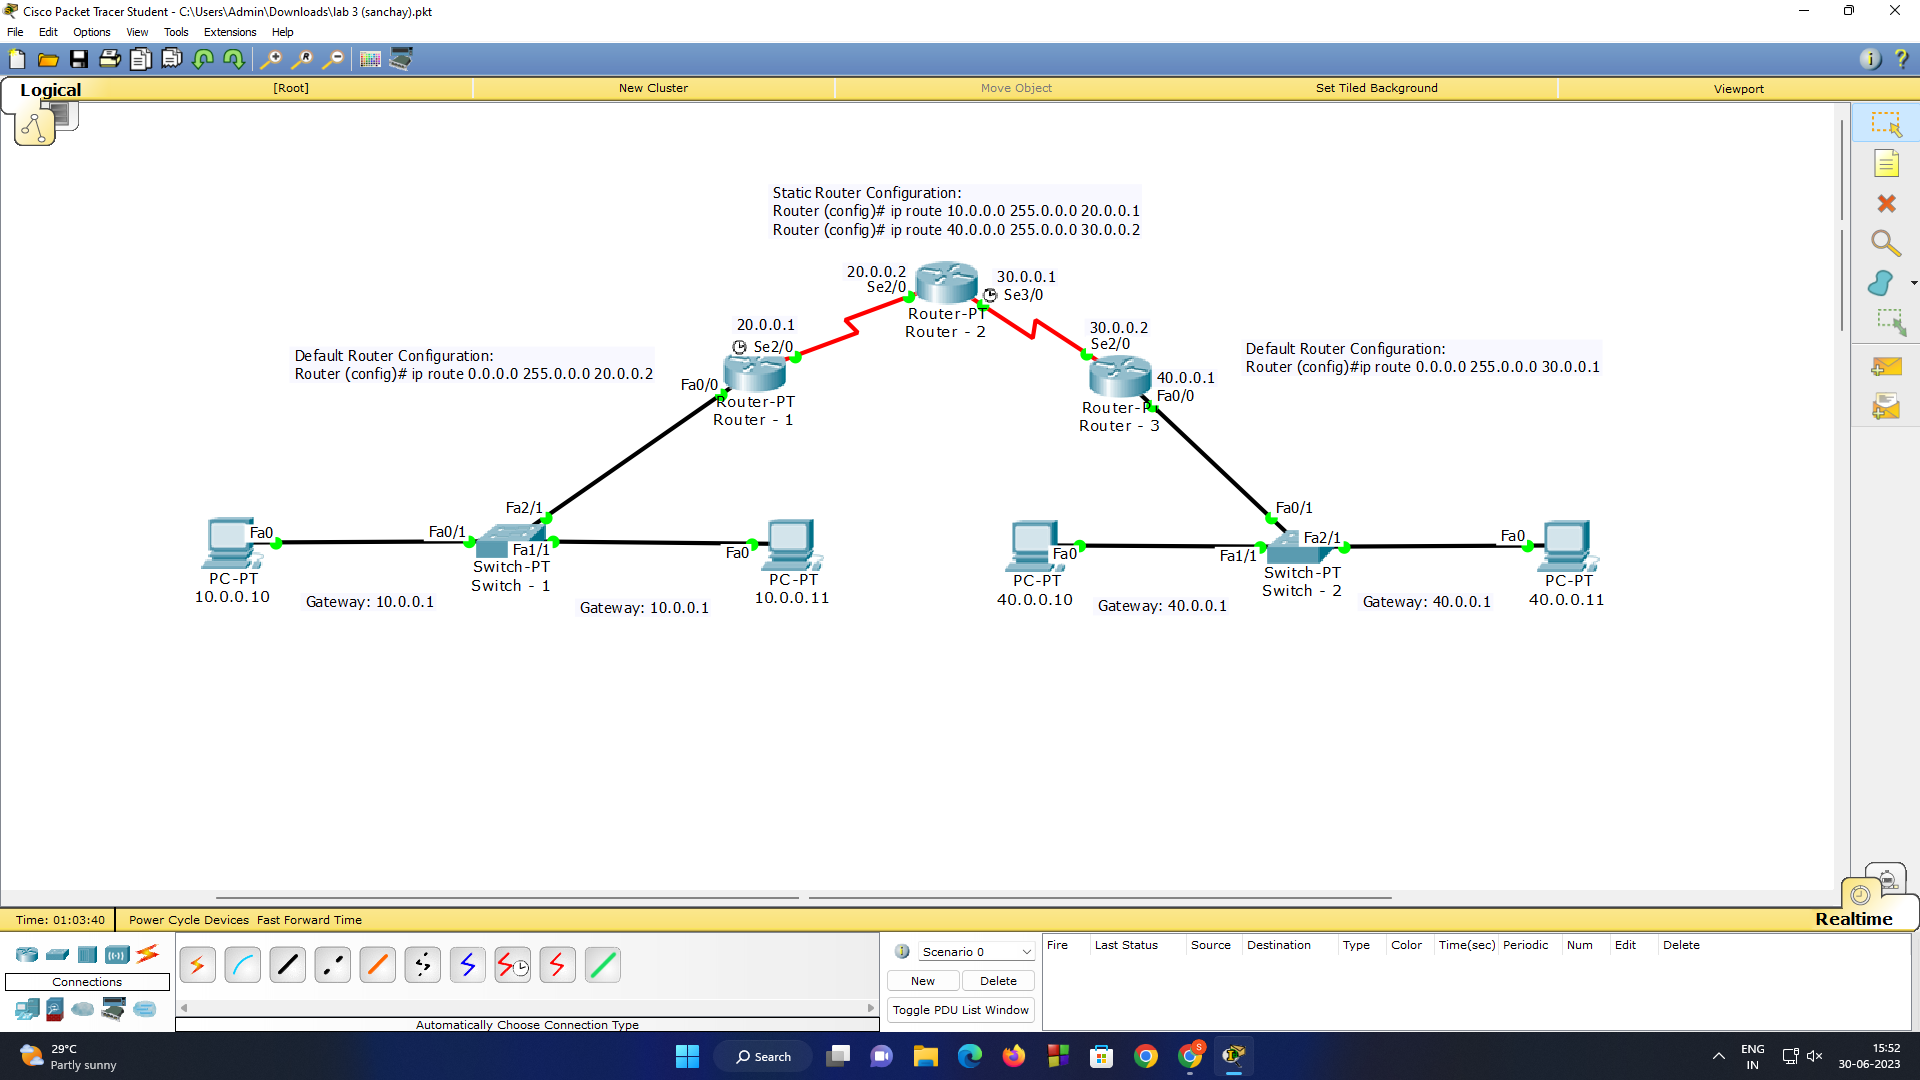 Cisco Packet Tracer Student - C:\Users\Admin\Downloads\lab 3 (sanchay).pkt
File Edit Options View Tools Extensions Help
Logical [Root] New Cluster Move Object Set Tiled Background Viewport
Static Router Configuration:
Router (config)# ip route 10.0.0.0 255.0.0.0 20.0.0.1
Router (config)# ip route 40.0.0.0 255.0.0.0 30.0.0.2
20.0.0.2
Se2/0
30.0.0.1
Se3/0
Router-PT
Router - 2
20.0.0.1
Se2/0
30.0.0.2
Se2/0
Default Router Configuration:
Router (config)# ip route 0.0.0.0 255.0.0.0 20.0.0.2
Default Router Configuration:
Router (config)#ip route 0.0.0.0 255.0.0.0 30.0.0.1
Fa0/0
Router-PT
Router - 1
40.0.0.1
Fa0/0
Router-P
Router - 3
Fa2/1
Fa0/1
Fa0
Fa0/1
Fa1/1
Fa0
Fa0
Fa1/1
Fa2/1
Fa0
PC-PT
10.0.0.10
Switch-PT
Switch - 1
PC-PT
10.0.0.11
PC-PT
40.0.0.10
Switch-PT
Switch - 2
PC-PT
40.0.0.11
Gateway: 10.0.0.1
Gateway: 10.0.0.1
Gateway: 40.0.0.1
Gateway: 40.0.0.1
Time: 01:03:40 Power Cycle Devices Fast Forward Time
Realtime
Connections
Automatically Choose Connection Type
Scenario 0
New Delete
Toggle PDU List Window
Fire Last Status Source Destination Type Color Time(sec) Periodic Num Edit Delete
29°C
Partly sunny
Search
S
ENG
IN
15:52
30-06-2023